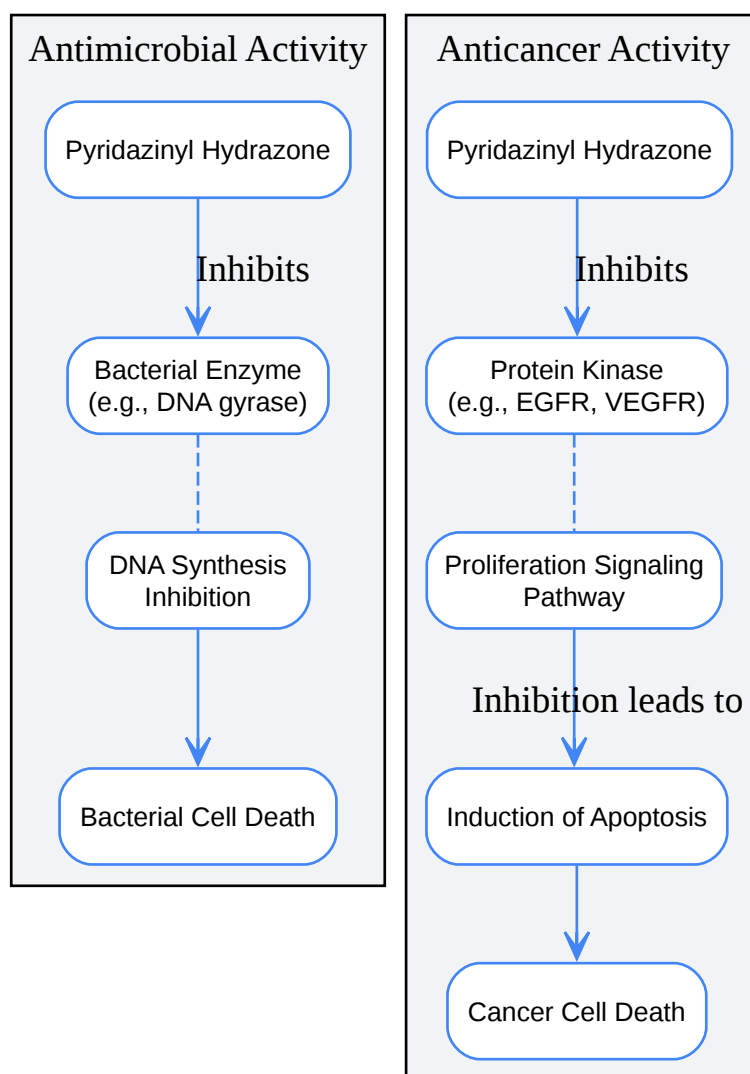 Antimicrobial Activity
Pyridazinyl Hydrazone
Inhibits
Bacterial Enzyme
(e.g., DNA gyrase)
DNA Synthesis
Inhibition
Bacterial Cell Death
Anticancer Activity
Pyridazinyl Hydrazone
Inhibits
Protein Kinase
(e.g., EGFR, VEGFR)
Proliferation Signaling
Pathway
Inhibition leads to
Induction of Apoptosis
Cancer Cell Death